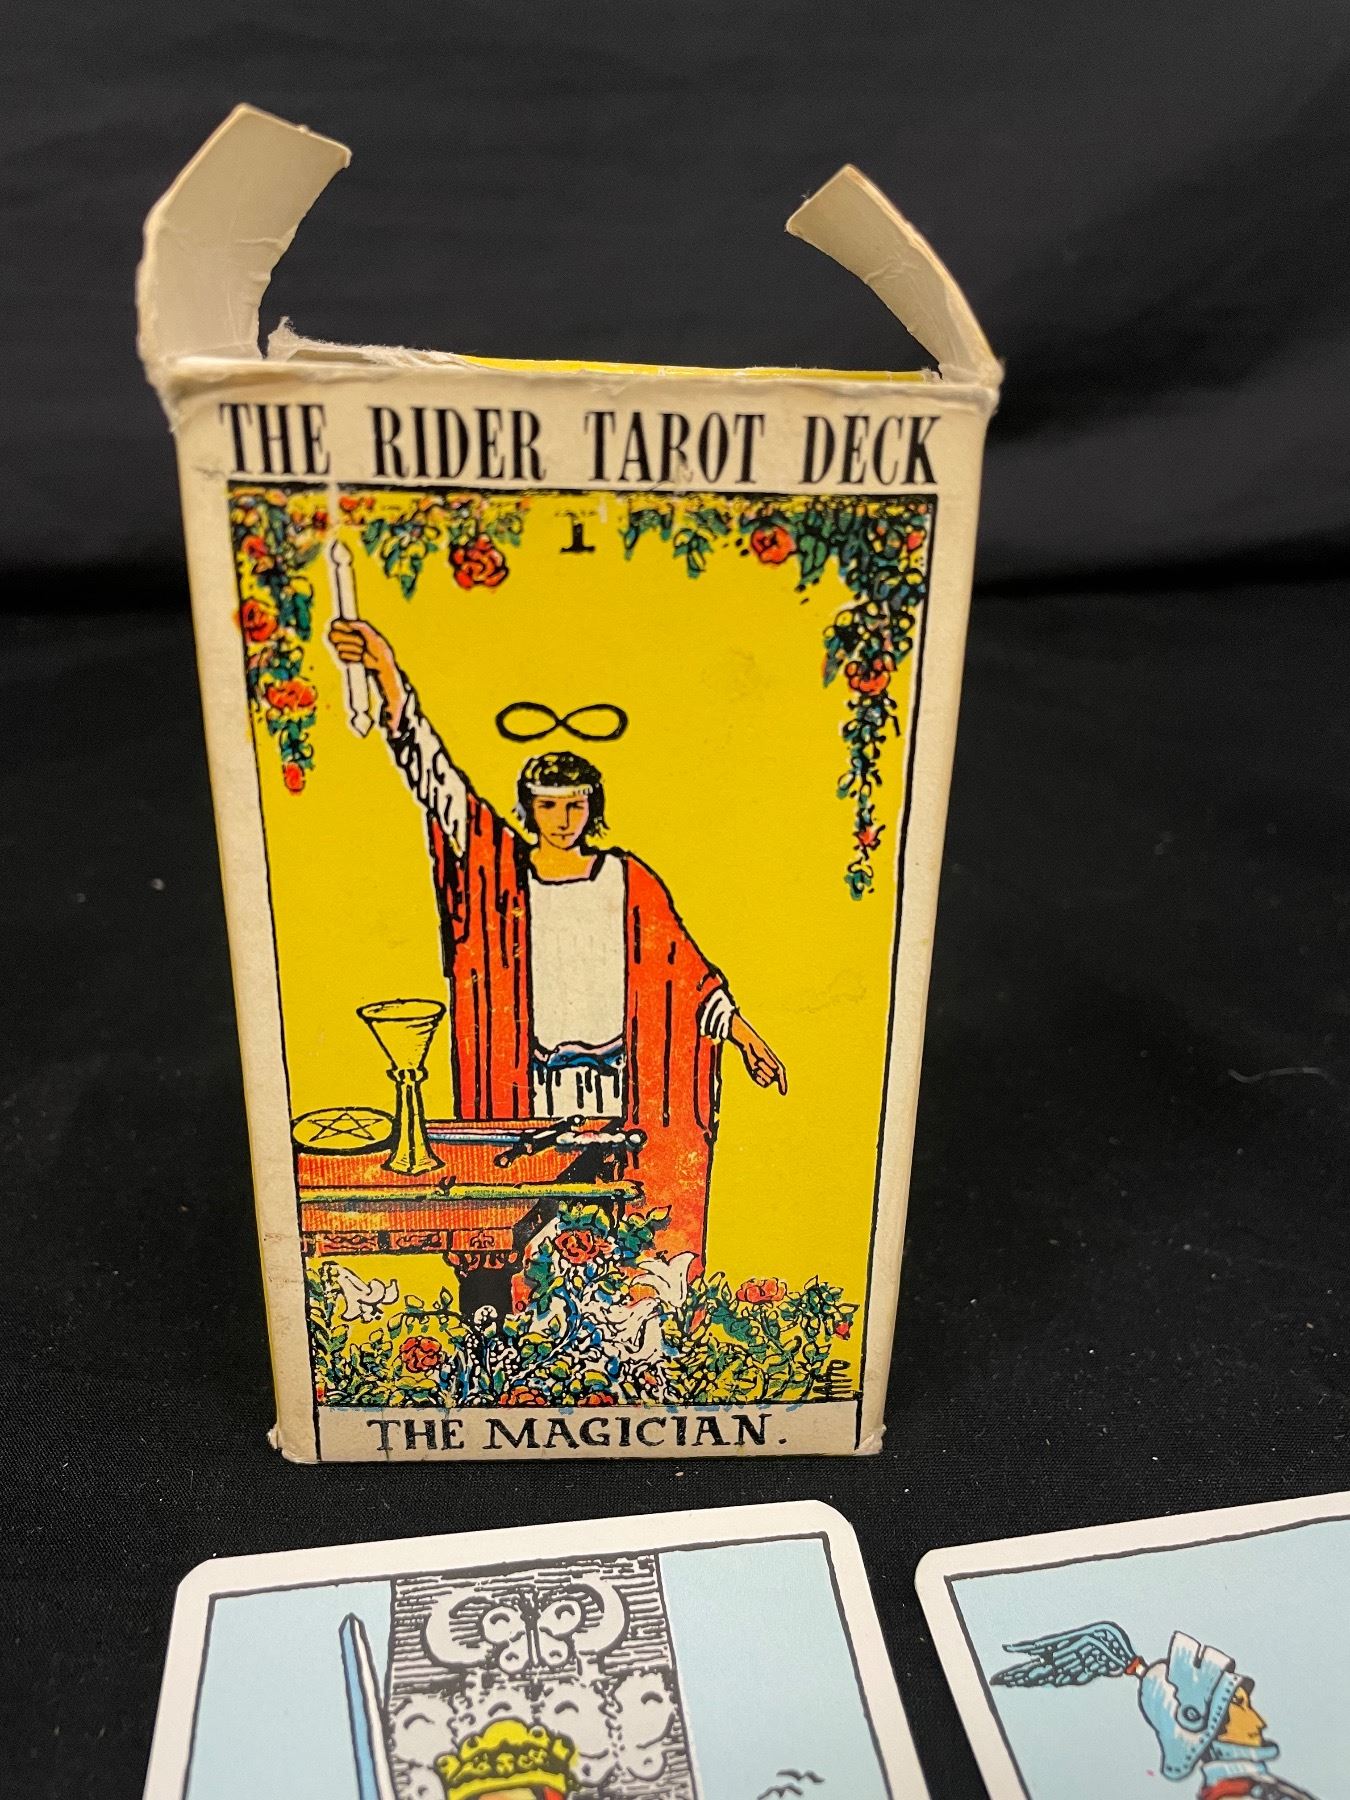 THE RIDER TAROT DECK
I
THE MAGICIAN.